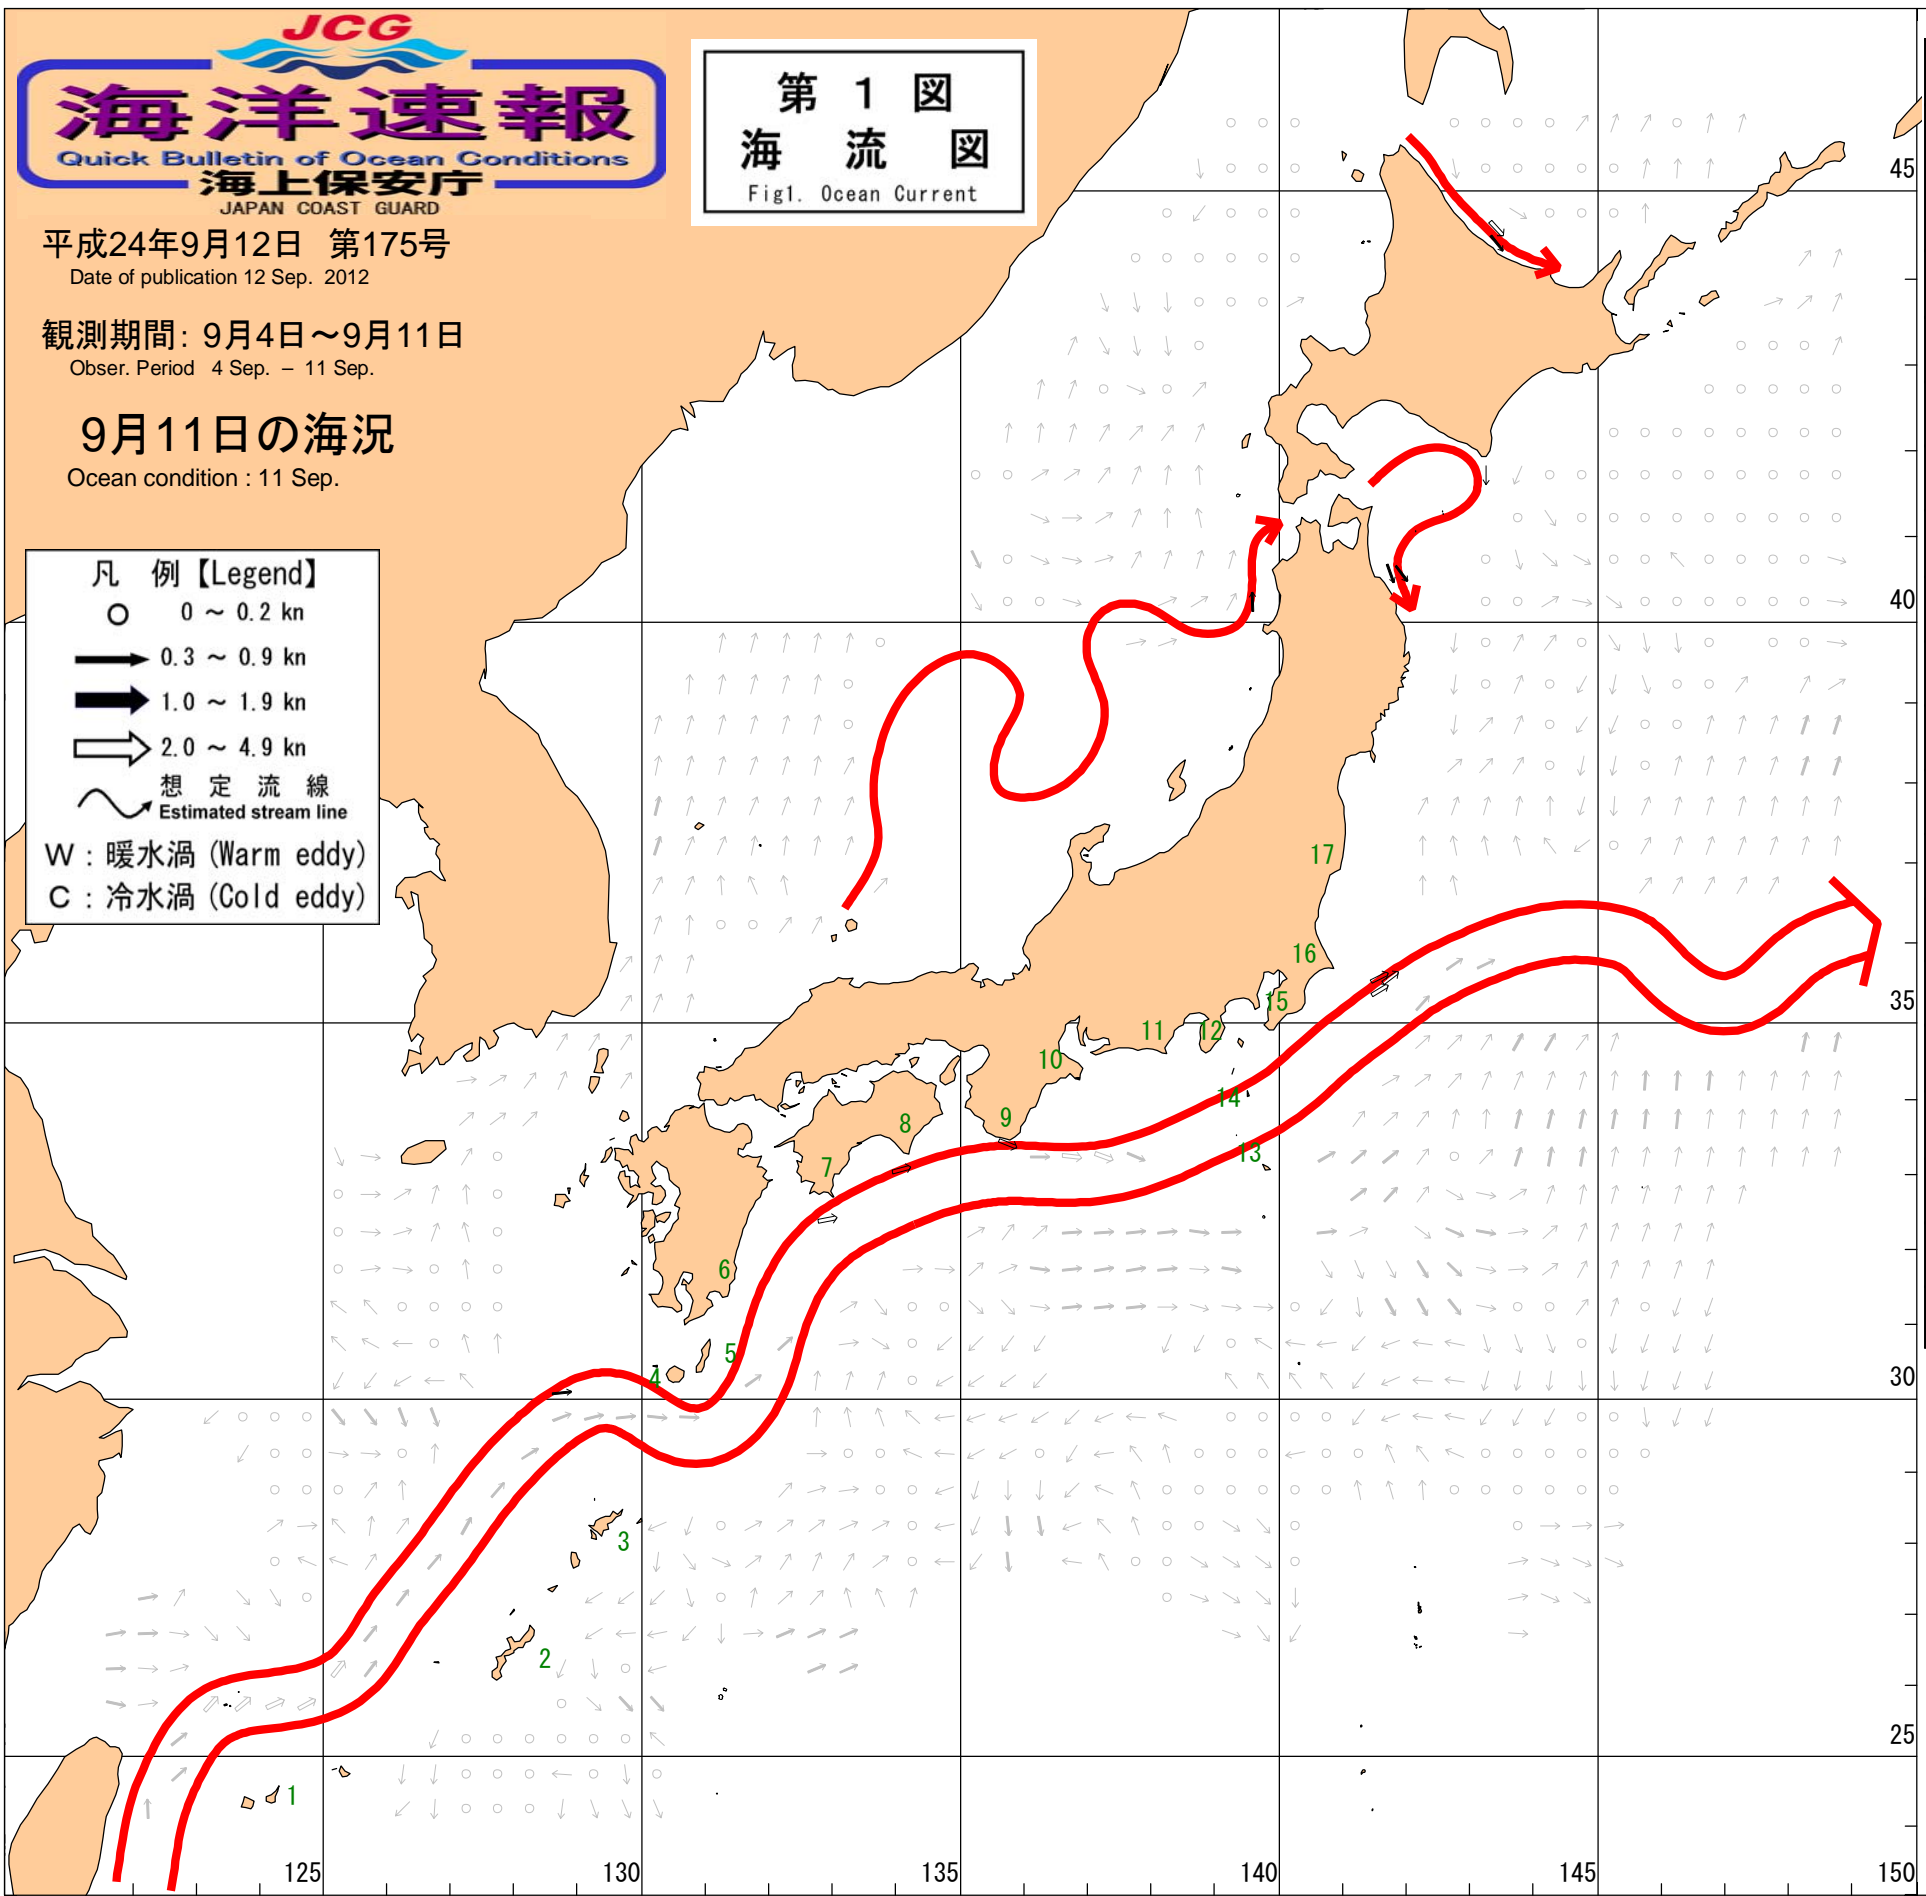 JCG
海洋速報
Quick Bulletin of Ocean Conditions
海上保安庁
JAPAN COAST GUARD
第 1 図
海 流 図
Fig1. Ocean Current
平成24年9月12日 第175号
Date of publication 12 Sep. 2012
観測期間: 9月4日～9月11日
Obser. Period 4 Sep. – 11 Sep.
9月11日の海況
Ocean condition : 11 Sep.
凡 例【Legend】
0 ～ 0.2 kn
0.3 ～ 0.9 kn
1.0 ～ 1.9 kn
2.0 ～ 4.9 kn
想 定 流 線
Estimated stream line
W : 暖水渦 (Warm eddy)
C : 冷水渦 (Cold eddy)
45
40
17
16
15
35
11
12
10
14
9
8
13
7
6
5
4
30
3
2
25
1
125
130
135
140
145
150